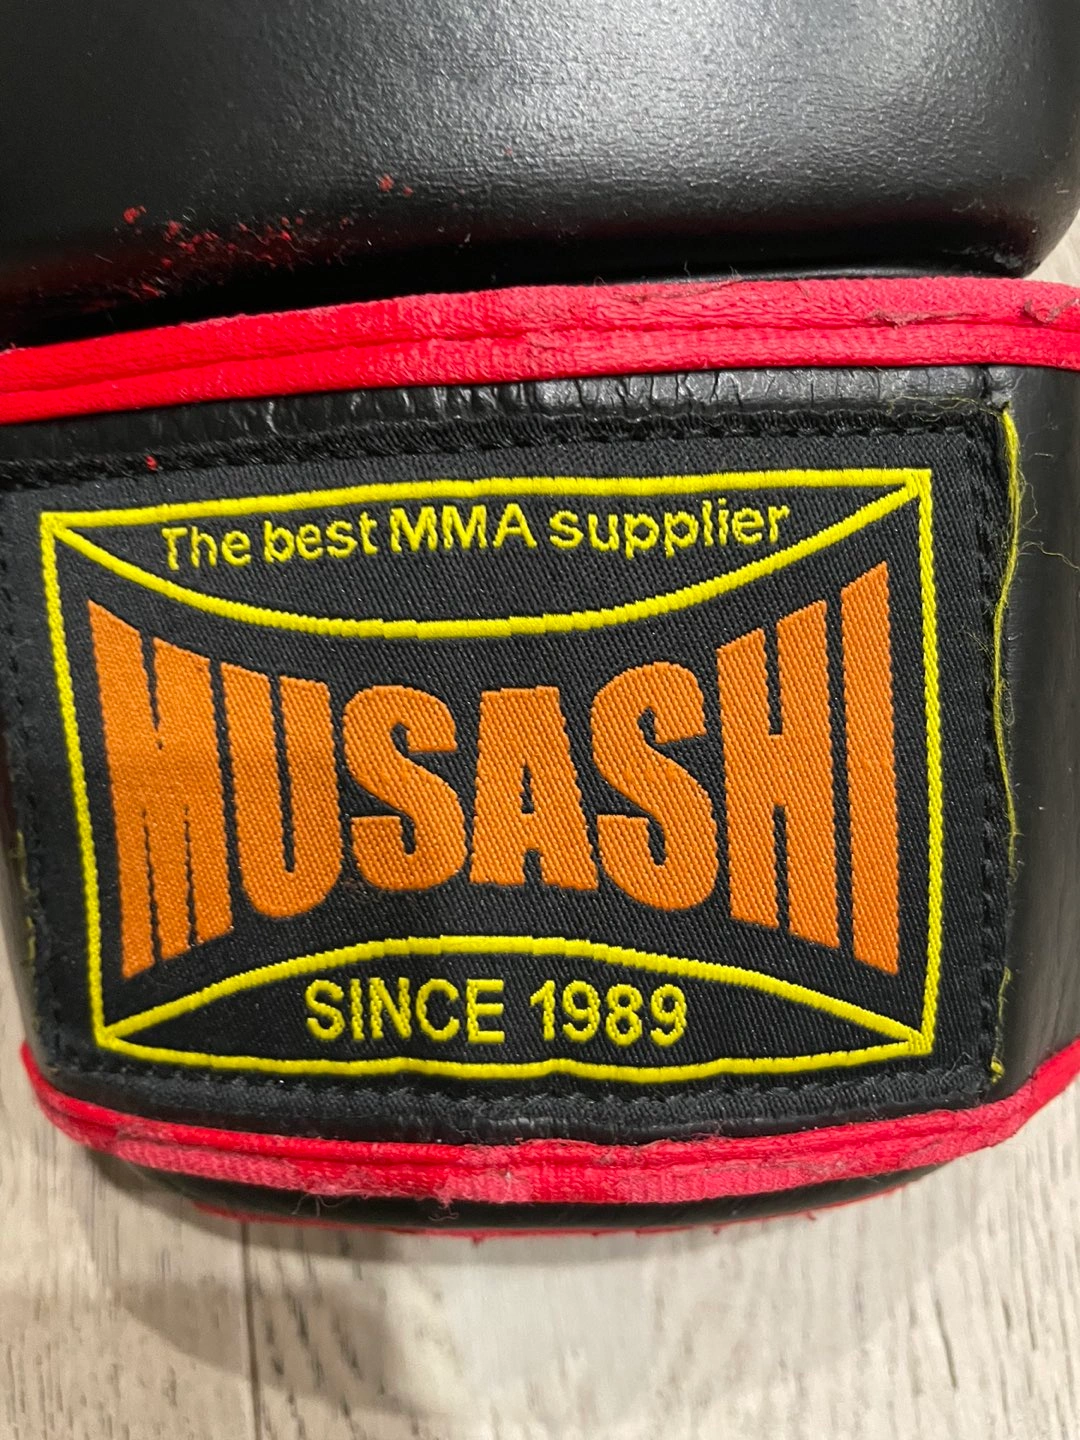 The best MMA supplier
MUSASHI
SINCE 1989